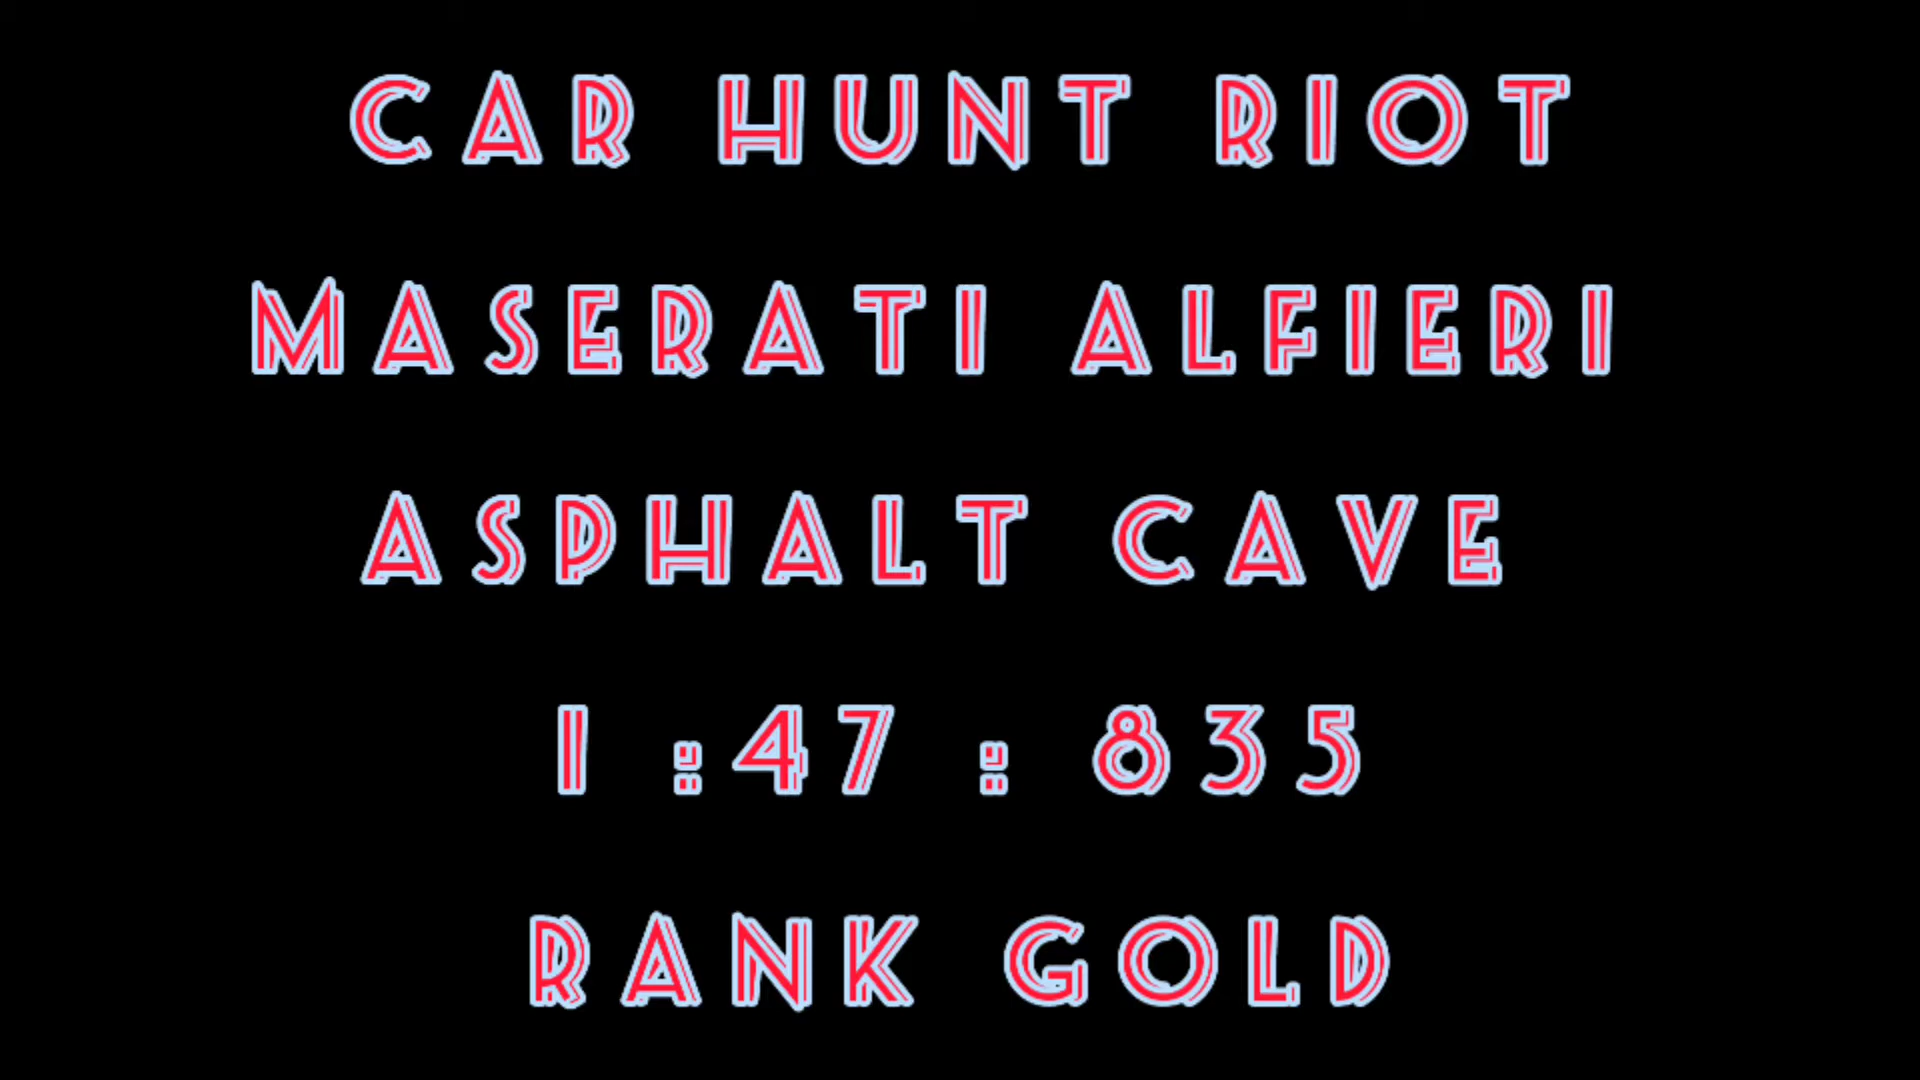 CAR HUNT RIOT
MASERATI ALFIERI
ASPHALT CAVE
1 :47 : 835
RANK GOLD